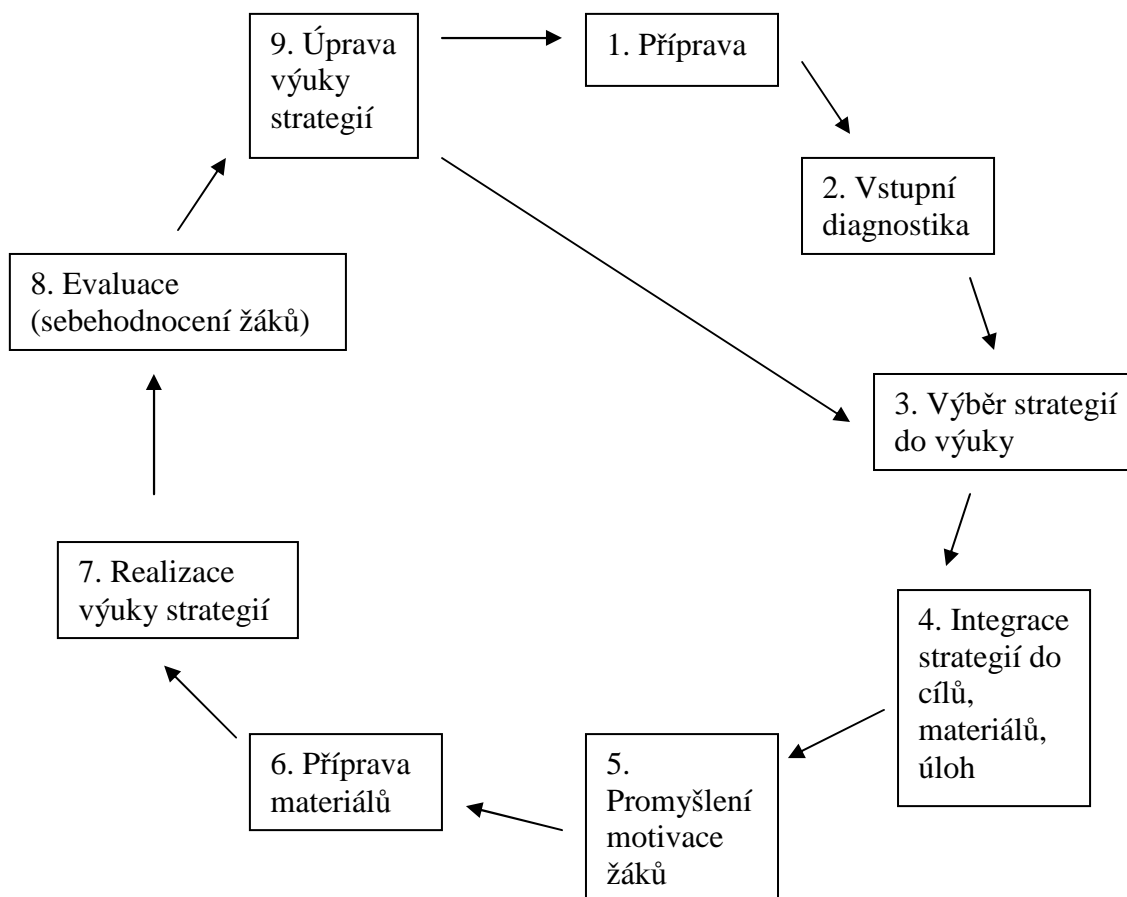 9. Úprava
výuky
strategií
1. Příprava
2. Vstupní
diagnostika
3. Výběr strategií
do výuky
4. Integrace
strategií do
cílů,
materiálů,
úloh
5.
Promyšlení
motivace
žáků
6. Příprava
materiálů
7. Realizace
výuky strategií
8. Evaluace
(sebehodnocení žáků)